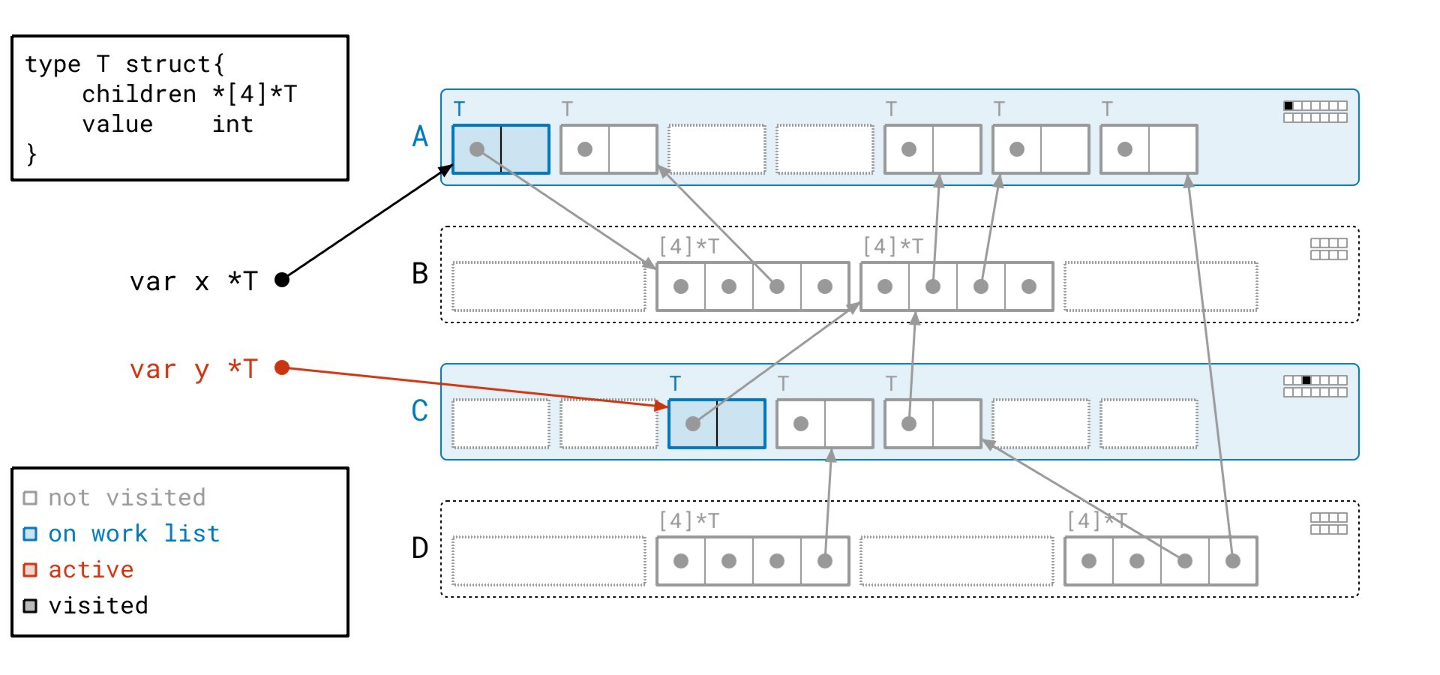 type T struct{
    children *[4]*T
    value    int
}
T T T T T
A
var x *T
[4]*T [4]*T
B
var y *T
T T T
C
not visited
on work list
active
visited
[4]*T [4]*T
D